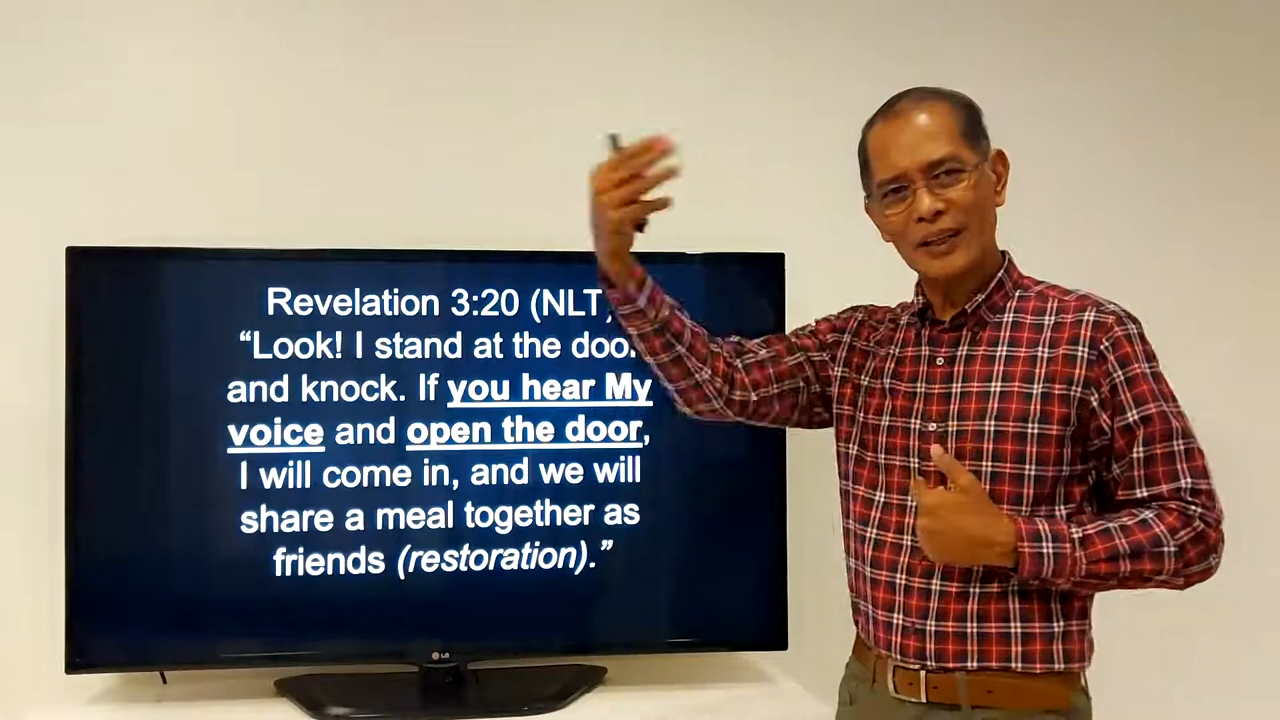 Revelation 3:20 (NLT)
“Look! I stand at the door
and knock. If you hear My
voice and open the door,
I will come in, and we will
share a meal together as
friends (restoration).”
LG